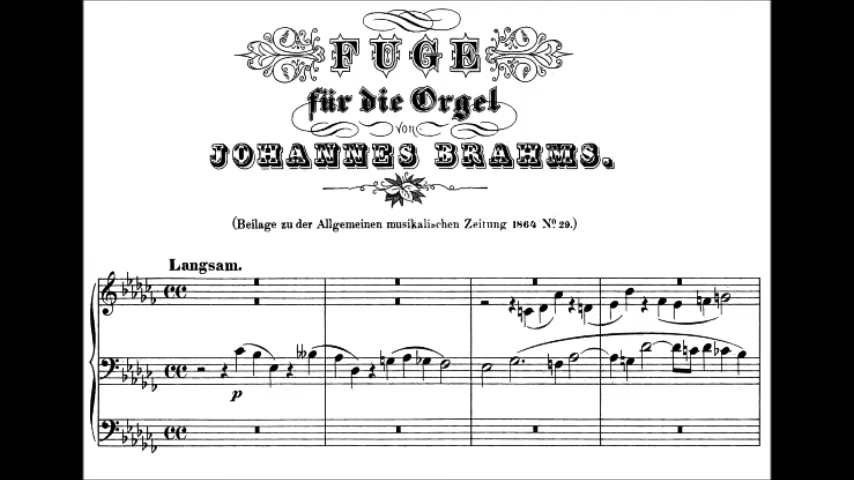 FUGE
für die Orgel
von
JOHANNES BRAHMS.
(Beilage zu der Allgemeinen musikalischen Zeitung 1864 No. 29.)
Langsam.
p